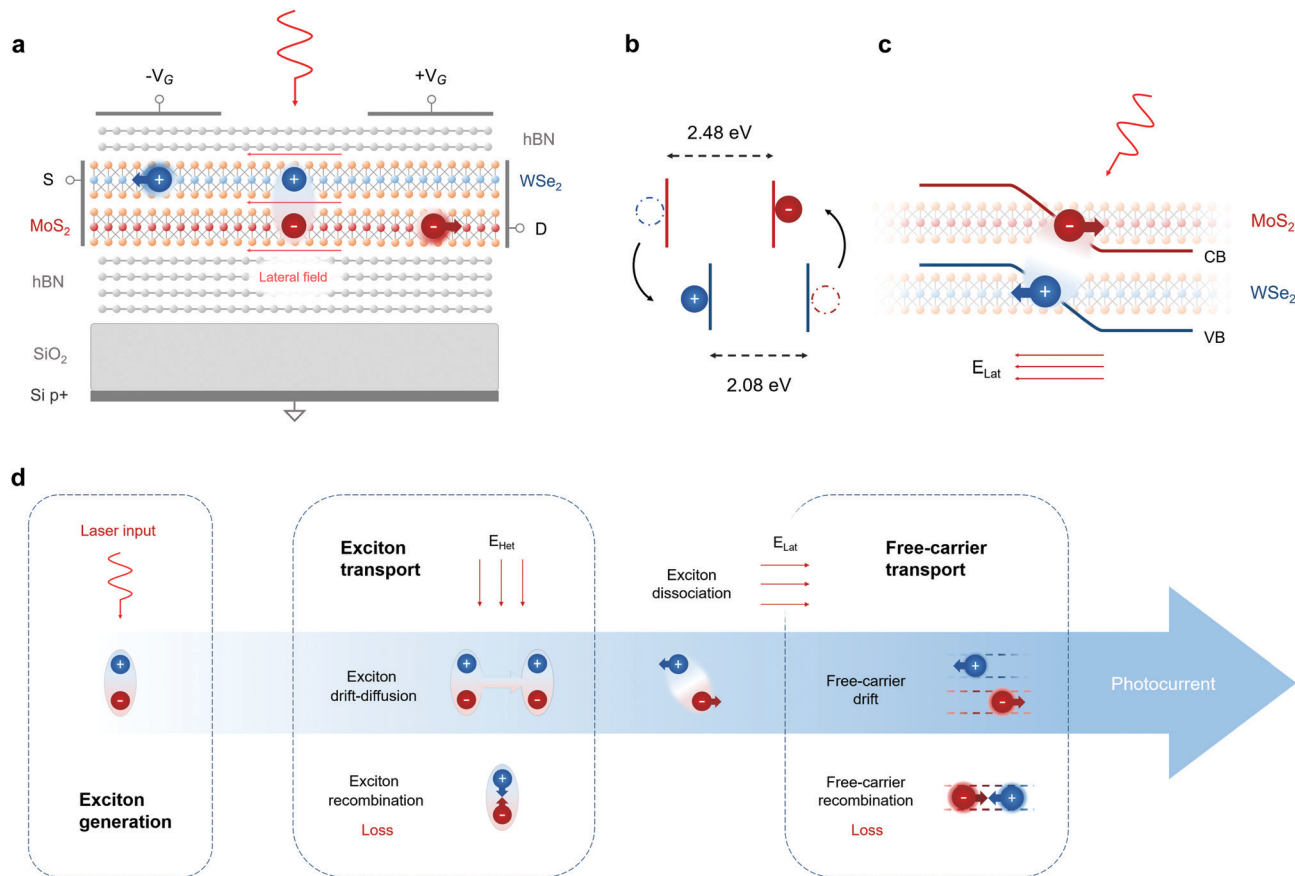 a
-V_G
+V_G
hBN
S
WSe₂
MoS₂
D
hBN
Lateral field
SiO₂
Si p+
b
2.48 eV
2.08 eV
c
MoS₂
CB
WSe₂
VB
E_Lat
d
Laser input
Exciton
generation
Exciton
transport
E_Het
Exciton
drift-diffusion
Exciton
recombination
Loss
Exciton
dissociation
E_Lat
Free-carrier
transport
Free-carrier
drift
Free-carrier
recombination
Loss
Photocurrent